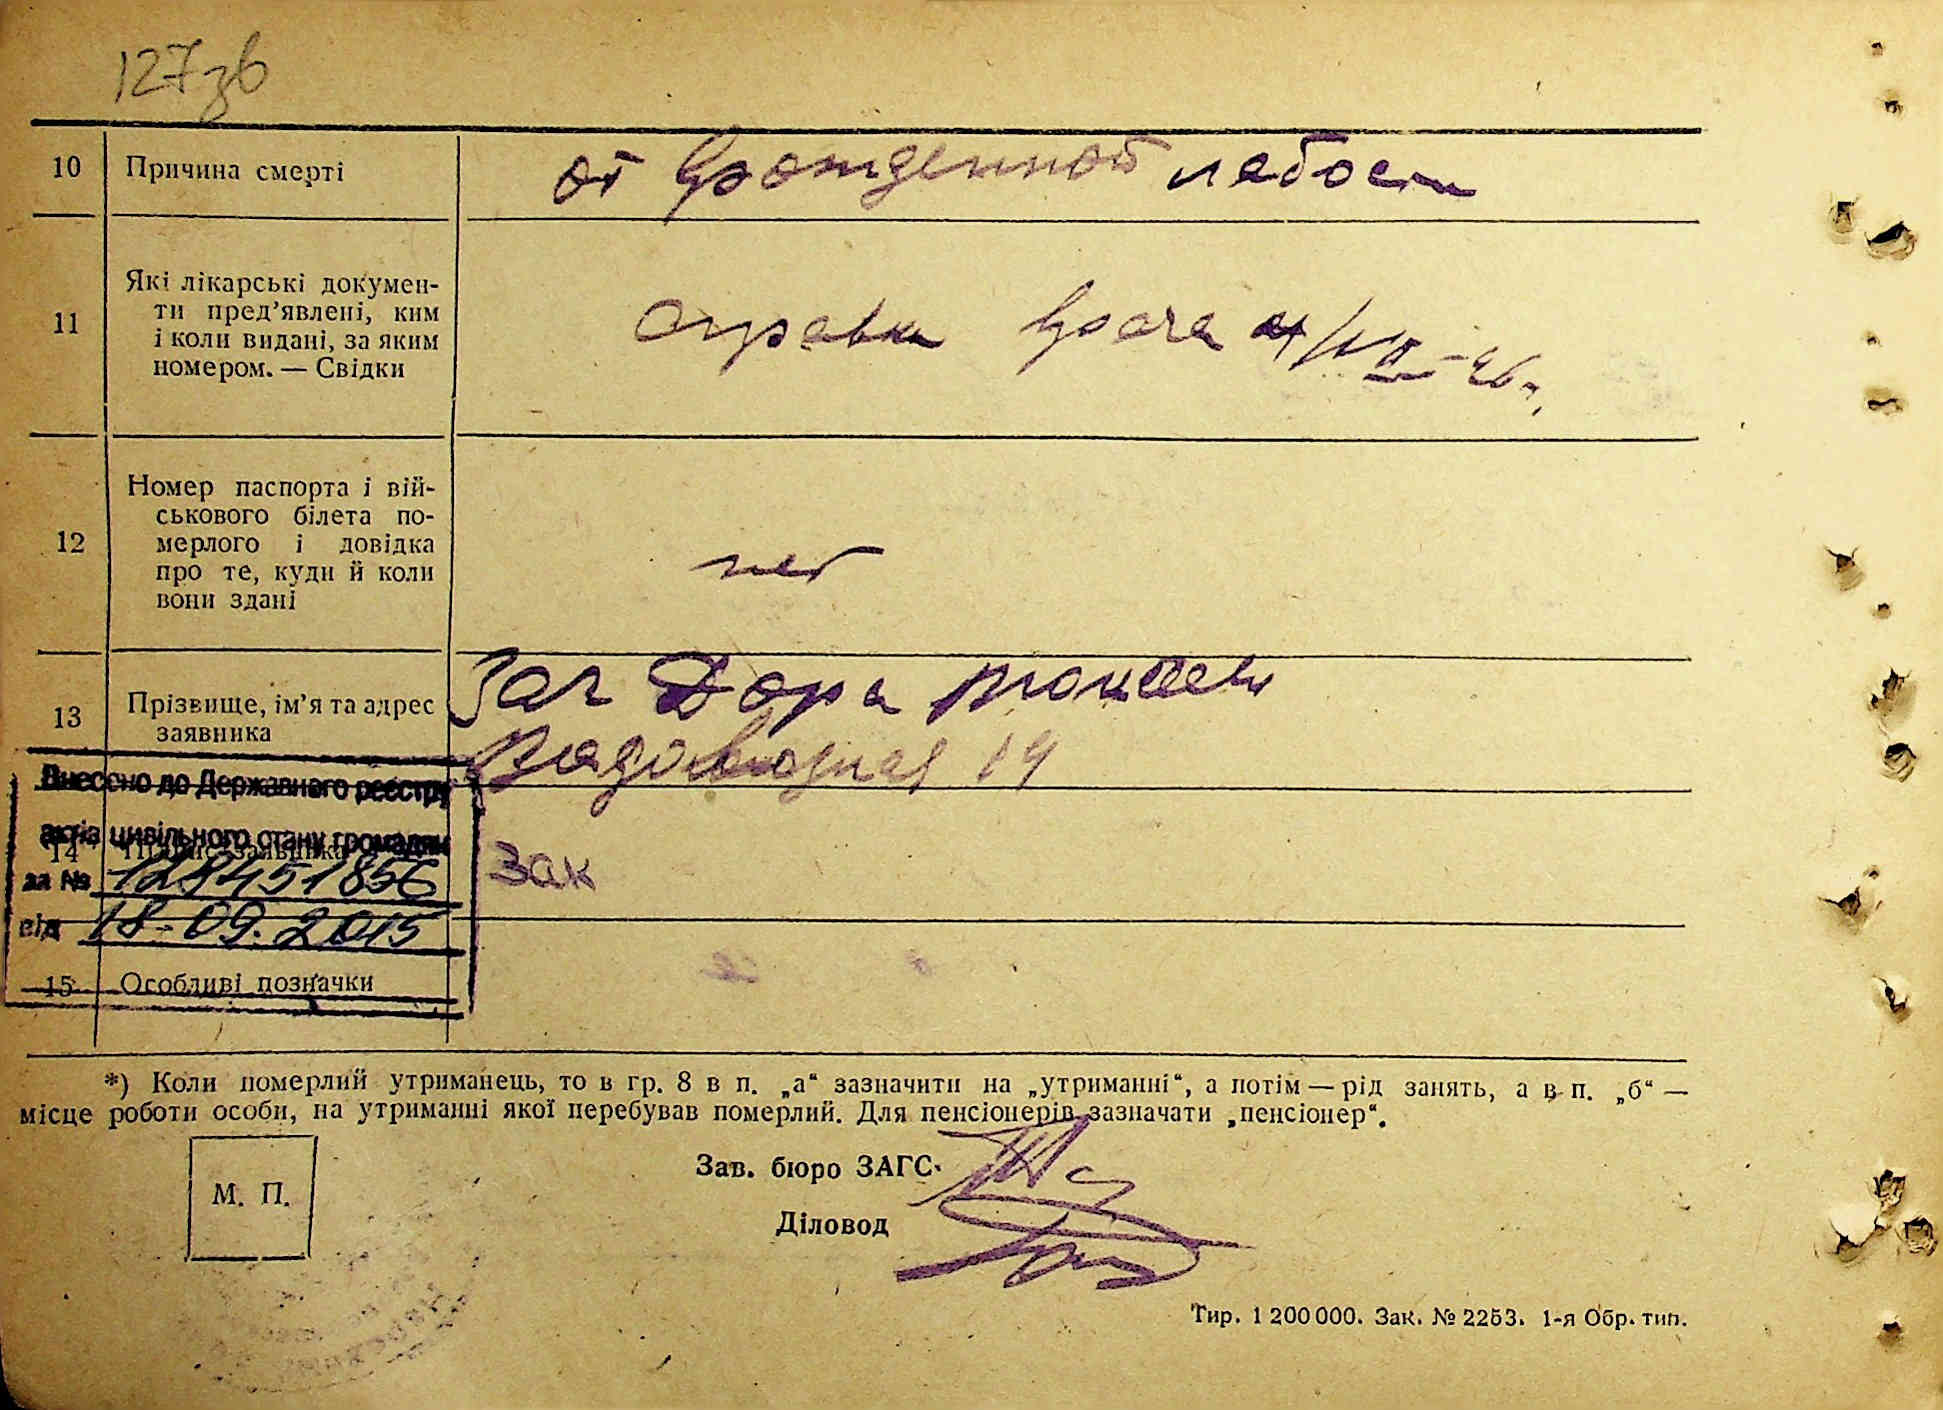 127зв
10 Причина смерті от врожденной слабости
11 Які лікарські докумен-
ти пред’явлені, ким
і коли видані, за яким
номером. — Свідки
справка врача
12 Номер паспорта і вій-
ськового білета по-
мерлого і довідка
про те, куди й коли
вони здані
нет
13 Прізвище, ім’я та адрес
заявника
Зак Дора
14
Внесено до Державного реєстру
актів цивільного стану громадян
14 Підпис заявника Зак
за №
від 18.09.2015
15 Особливі позначки
*) Коли померлий утриманець, то в гр. 8 в п. „а“ зазначити на „утриманні“, а потім — рід занять, а в п. „б“ —
місце роботи особи, на утриманні якої перебував померлий. Для пенсіонерів зазначати „пенсіонер“.
Зав. бюро ЗАГС
М. П.
Діловод
Тир. 1 200 000. Зак. № 2253. 1-я Обр. тип.